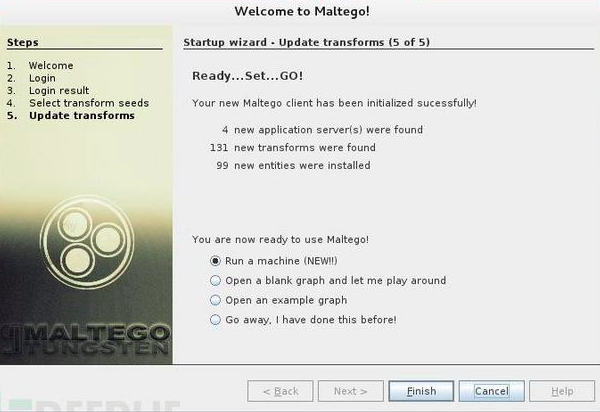 Welcome to Maltego!
Steps
1. Welcome
2. Login
3. Login result
4. Select transform seeds
5. Update transforms
Startup wizard - Update transforms (5 of 5)
Ready...Set...GO!
Your new Maltego client has been initialized sucessfully!
4 new application server(s) were found
131 new transforms were found
99 new entities were installed
You are now ready to use Maltego!
Run a machine (NEW!!)
Open a blank graph and let me play around
Open an example graph
Go away, I have done this before!
MALTEGO
TUNGSTEN
< Back
Next >
Finish
Cancel
Help